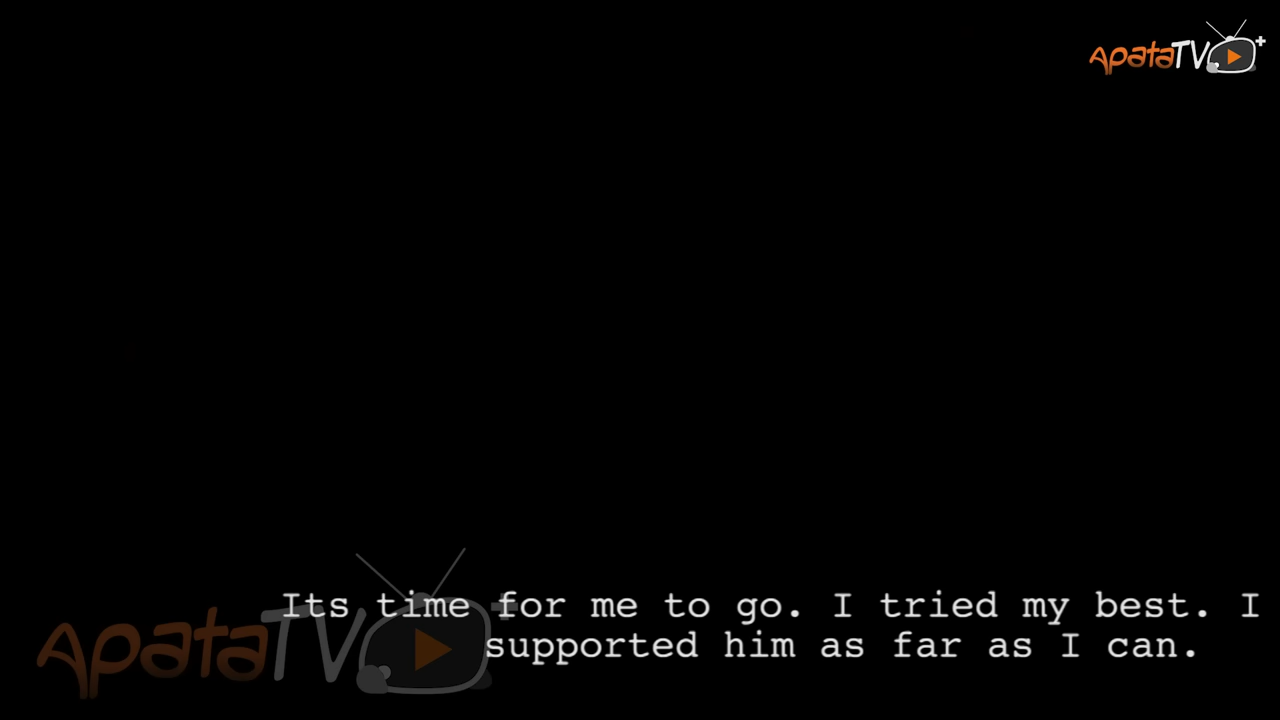 ApataTV+
Its time for me to go. I tried my best. I
supported him as far as I can.
ApataTV+